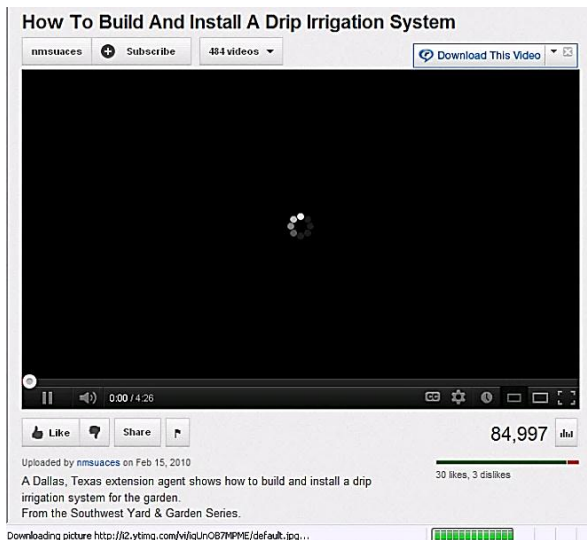 How To Build And Install A Drip Irrigation System
nmsuaces Subscribe 484 videos
Download This Video
0:00 / 4:26
CC
Like Share 84,997
Uploaded by nmsuaces on Feb 15, 2010
30 likes, 3 dislikes
A Dallas, Texas extension agent shows how to build and install a drip
irrigation system for the garden.
From the Southwest Yard & Garden Series.
Downloading picture http://i2.ytimg.com/vi/igUnOB7MPME/default.jpg...